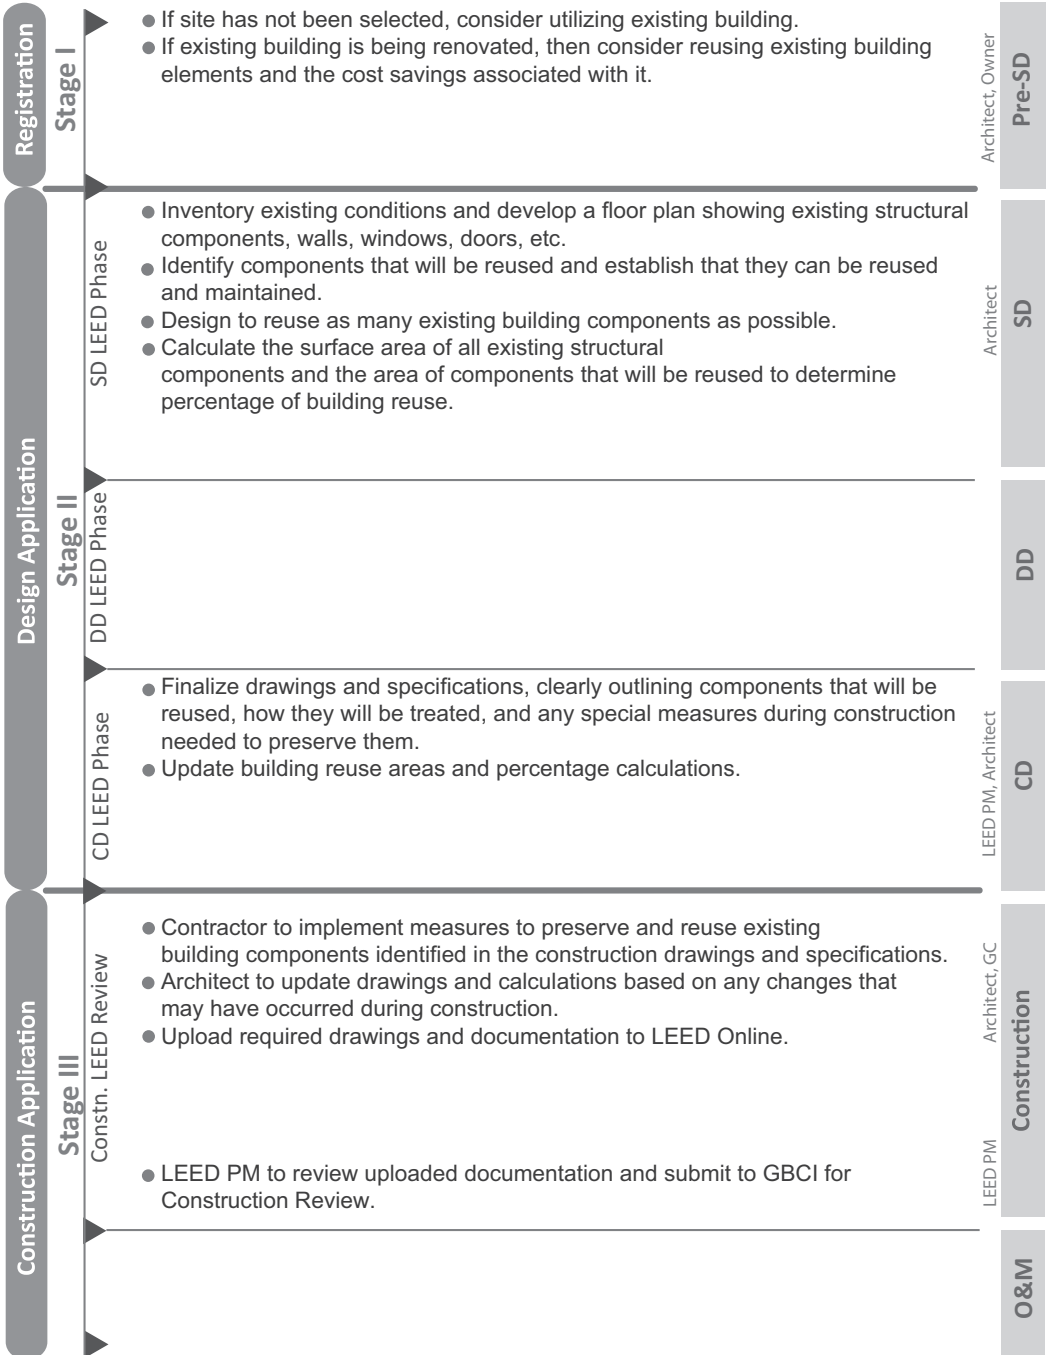 Registration
Stage I
● If site has not been selected, consider utilizing existing building.
● If existing building is being renovated, then consider reusing existing building
elements and the cost savings associated with it.
Architect, Owner
Pre-SD
Design Application
Stage II
SD LEED Phase
● Inventory existing conditions and develop a floor plan showing existing structural
components, walls, windows, doors, etc.
● Identify components that will be reused and establish that they can be reused
and maintained.
● Design to reuse as many existing building components as possible.
● Calculate the surface area of all existing structural
components and the area of components that will be reused to determine
percentage of building reuse.
Architect
SD
DD LEED Phase
DD
CD LEED Phase
● Finalize drawings and specifications, clearly outlining components that will be
reused, how they will be treated, and any special measures during construction
needed to preserve them.
● Update building reuse areas and percentage calculations.
LEED PM, Architect
CD
Construction Application
Stage III
Constn. LEED Review
● Contractor to implement measures to preserve and reuse existing
building components identified in the construction drawings and specifications.
● Architect to update drawings and calculations based on any changes that
may have occurred during construction.
● Upload required drawings and documentation to LEED Online.
Architect, GC
Construction
● LEED PM to review uploaded documentation and submit to GBCI for
Construction Review.
LEED PM
O&M